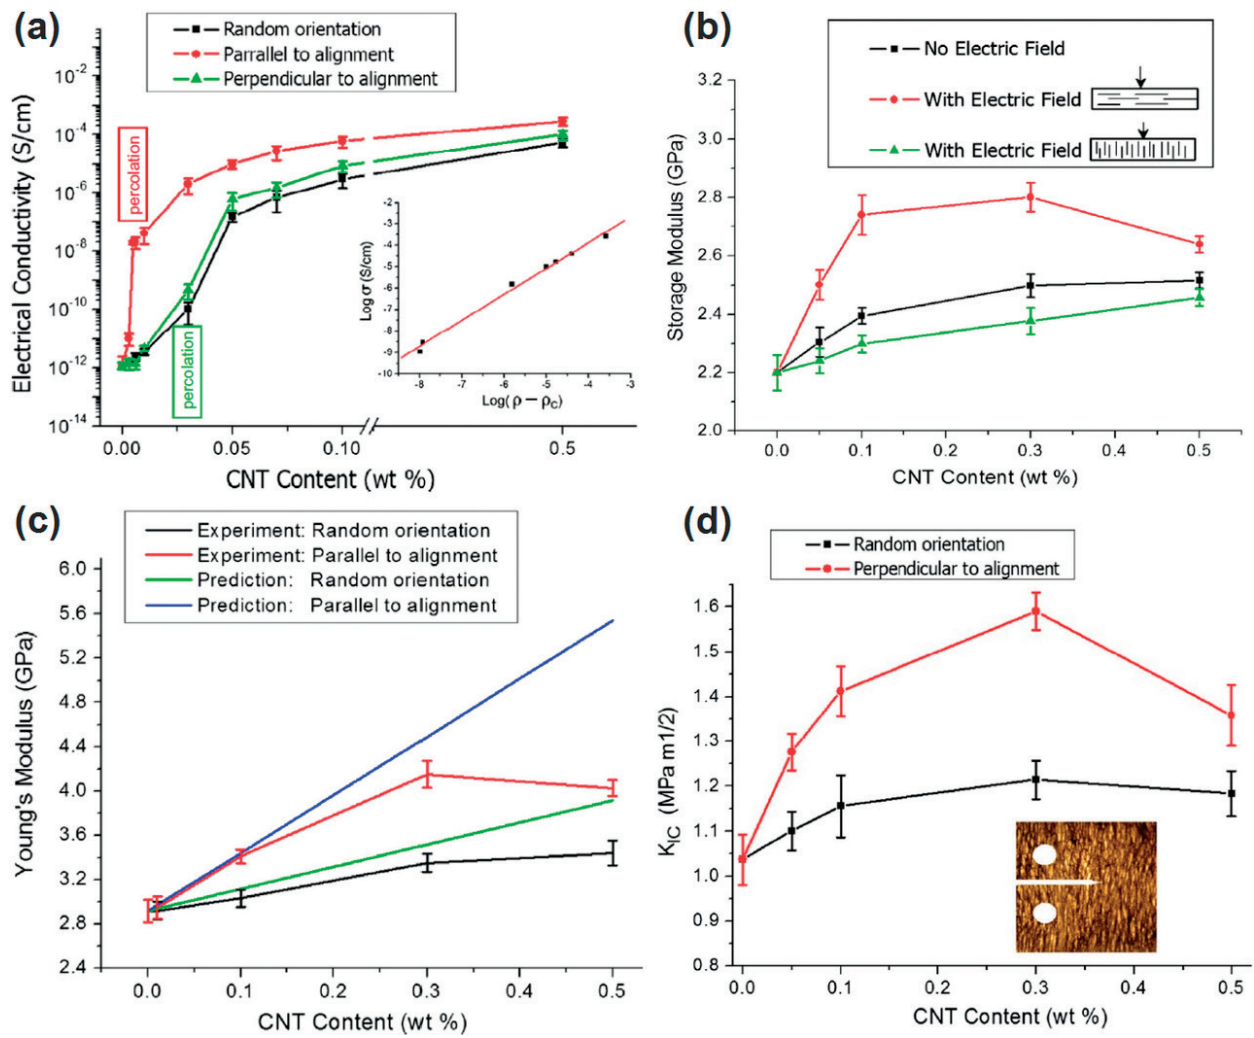 (a)
Random orientation
Parrallel to alignment
Perpendicular to alignment
Electrical Conductivity (S/cm)
10^-2
10^-4
10^-6
10^-8
10^-10
10^-12
10^-14
percolation
percolation
0.00 0.05 0.10 0.5
CNT Content (wt %)
Log σ (S/cm)
-2
-3
-4
-5
-6
-7
-8
-9
-10
-8 -7 -6 -5 -4 -3
Log(ρ − ρ_C)
(b)
No Electric Field
With Electric Field
With Electric Field
Storage Modulus (GPa)
3.2
3.0
2.8
2.6
2.4
2.2
2.0
0.0 0.1 0.2 0.3 0.4 0.5
CNT Content (wt %)
(c)
Experiment: Random orientation
Experiment: Parallel to alignment
Prediction: Random orientation
Prediction: Parallel to alignment
Young's Modulus (GPa)
6.0
5.6
5.2
4.8
4.4
4.0
3.6
3.2
2.8
2.4
0.0 0.1 0.2 0.3 0.4 0.5
CNT Content (wt %)
(d)
Random orientation
Perpendicular to alignment
K_IC (MPa m1/2)
1.6
1.5
1.4
1.3
1.2
1.1
1.0
0.9
0.8
0.0 0.1 0.2 0.3 0.4 0.5
CNT Content (wt %)